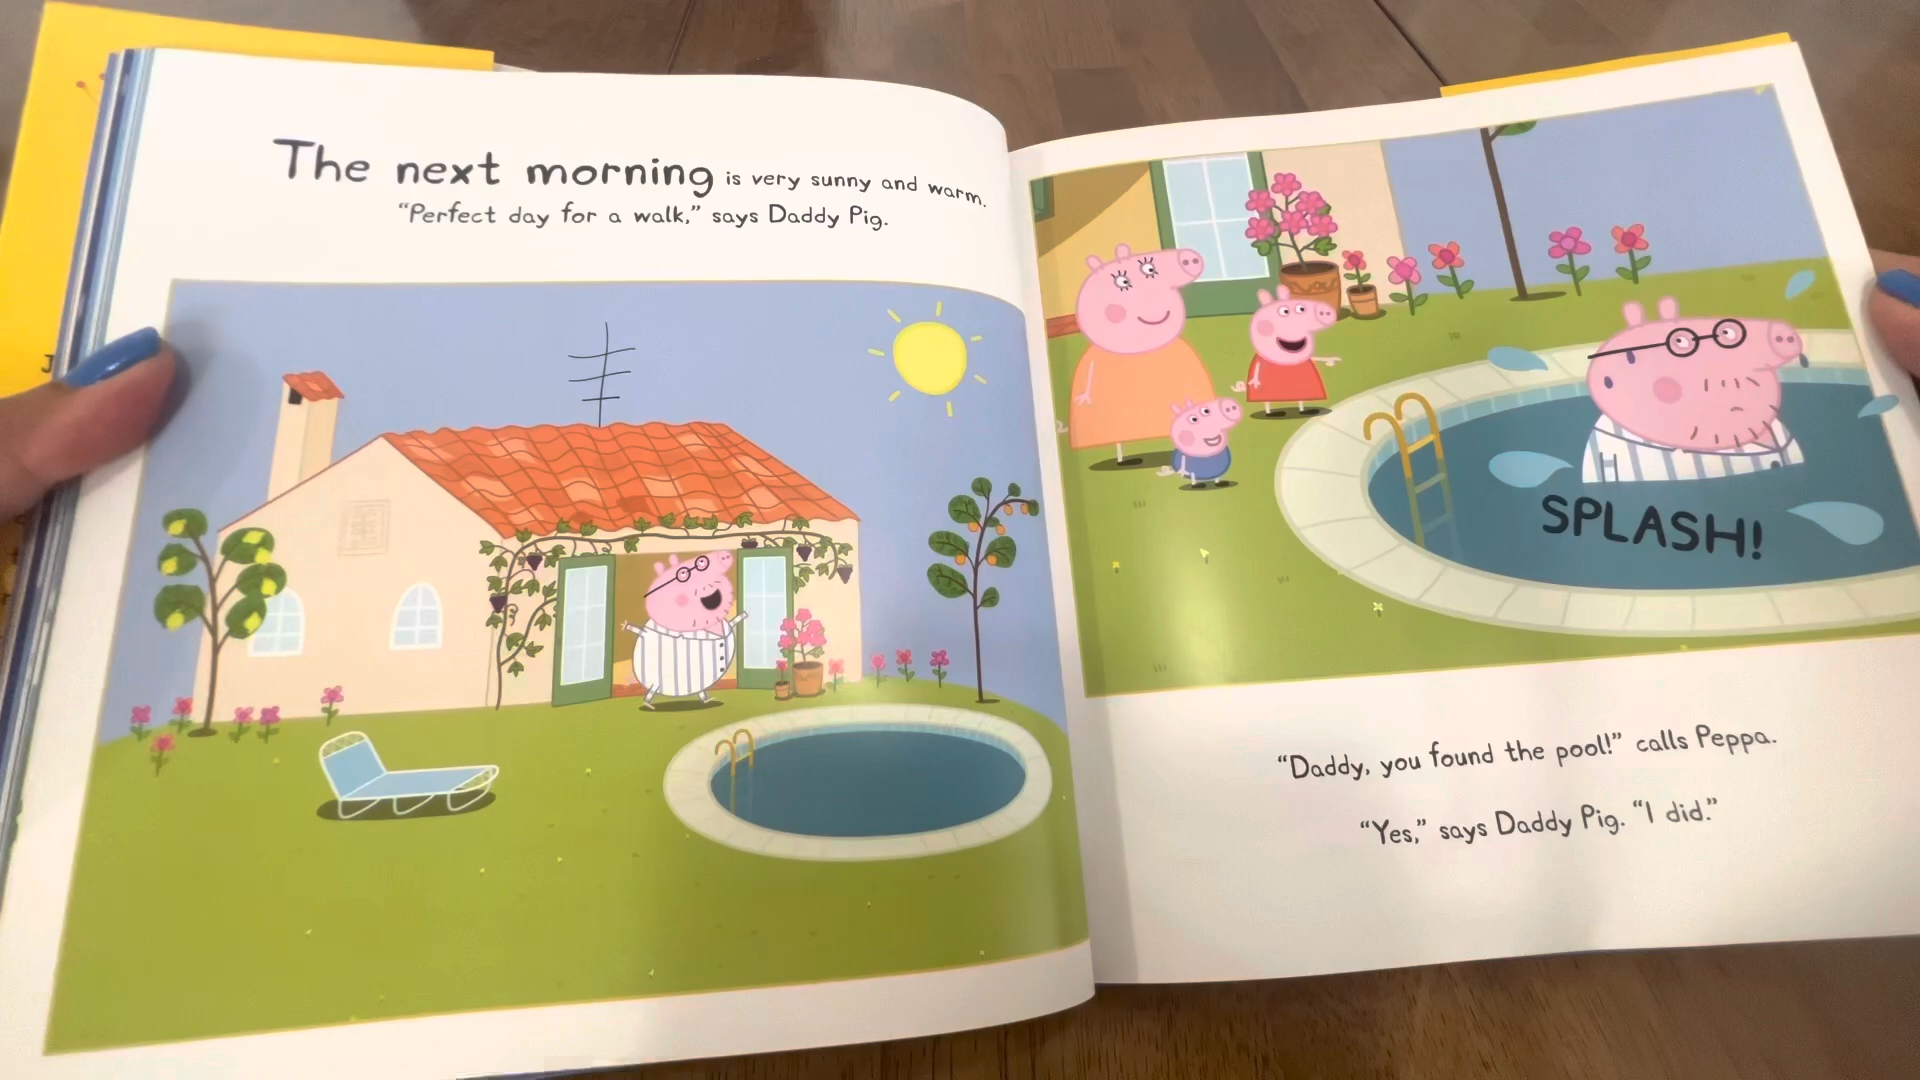 The next morning is very sunny and warm.
“Perfect day for a walk,” says Daddy Pig.
SPLASH!
“Daddy, you found the pool!” calls Peppa.
“Yes,” says Daddy Pig. “I did.”